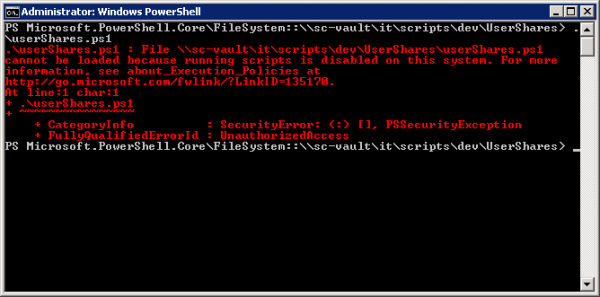 Administrator: Windows PowerShell
PS Microsoft.PowerShell.Core\FileSystem::\\sc-vault\it\scripts\dev\UserShares> .
\userShares.ps1
.\userShares.ps1 : File \\sc-vault\it\scripts\dev\UserShares\userShares.ps1
cannot be loaded because running scripts is disabled on this system. For more
information, see about_Execution_Policies at
http://go.microsoft.com/fwlink/?LinkID=135170.
At line:1 char:1
+ .\userShares.ps1
+ ~~~~~~~~~~~~~~~~
    + CategoryInfo          : SecurityError: (:) [], PSSecurityException
    + FullyQualifiedErrorId : UnauthorizedAccess
PS Microsoft.PowerShell.Core\FileSystem::\\sc-vault\it\scripts\dev\UserShares> _